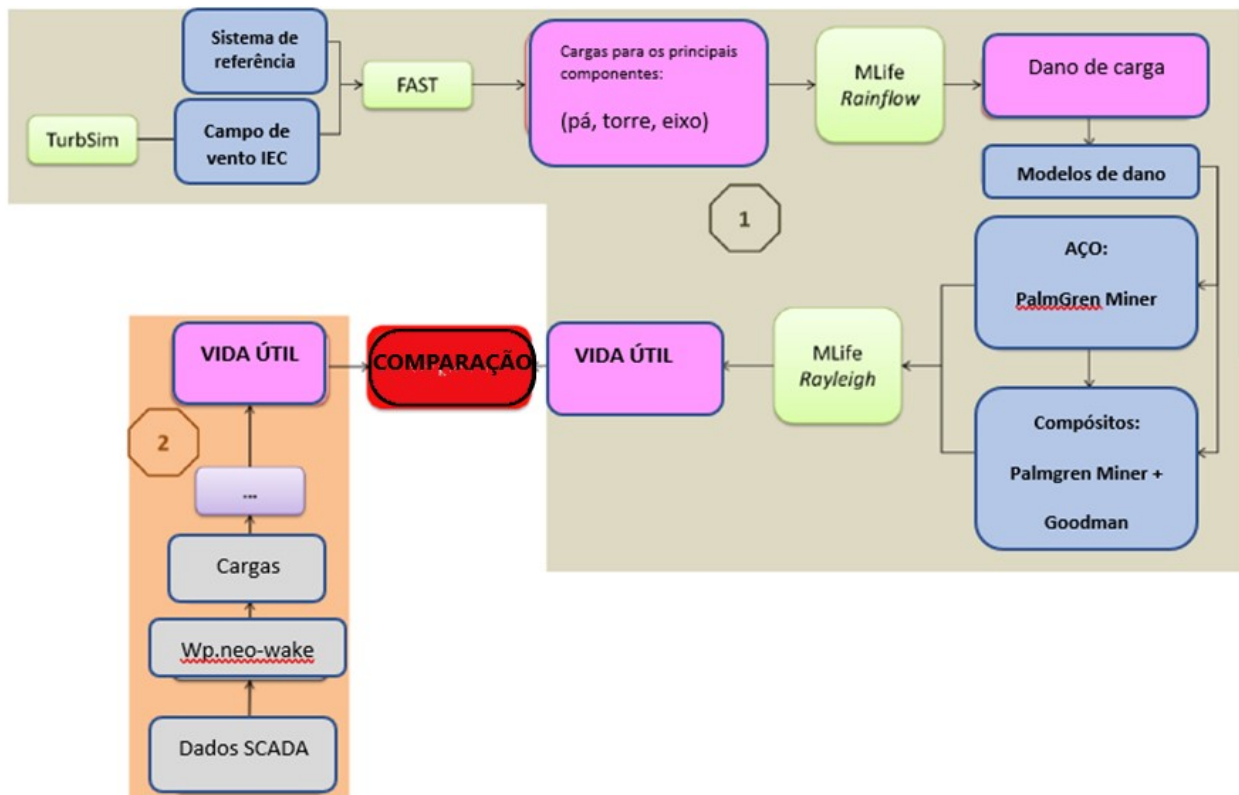 Sistema de
referência
TurbSim
Campo de
vento IEC
FAST
Cargas para os principais
componentes:
(pá, torre, eixo)
MLife
Rainflow
Dano de carga
Modelos de dano
1
AÇO:
PalmGren Miner
Compósitos:
Palmgren Miner +
Goodman
MLife
Rayleigh
VIDA ÚTIL
COMPARAÇÃO
VIDA ÚTIL
2
...
Cargas
Wp.neo-wake
Dados SCADA